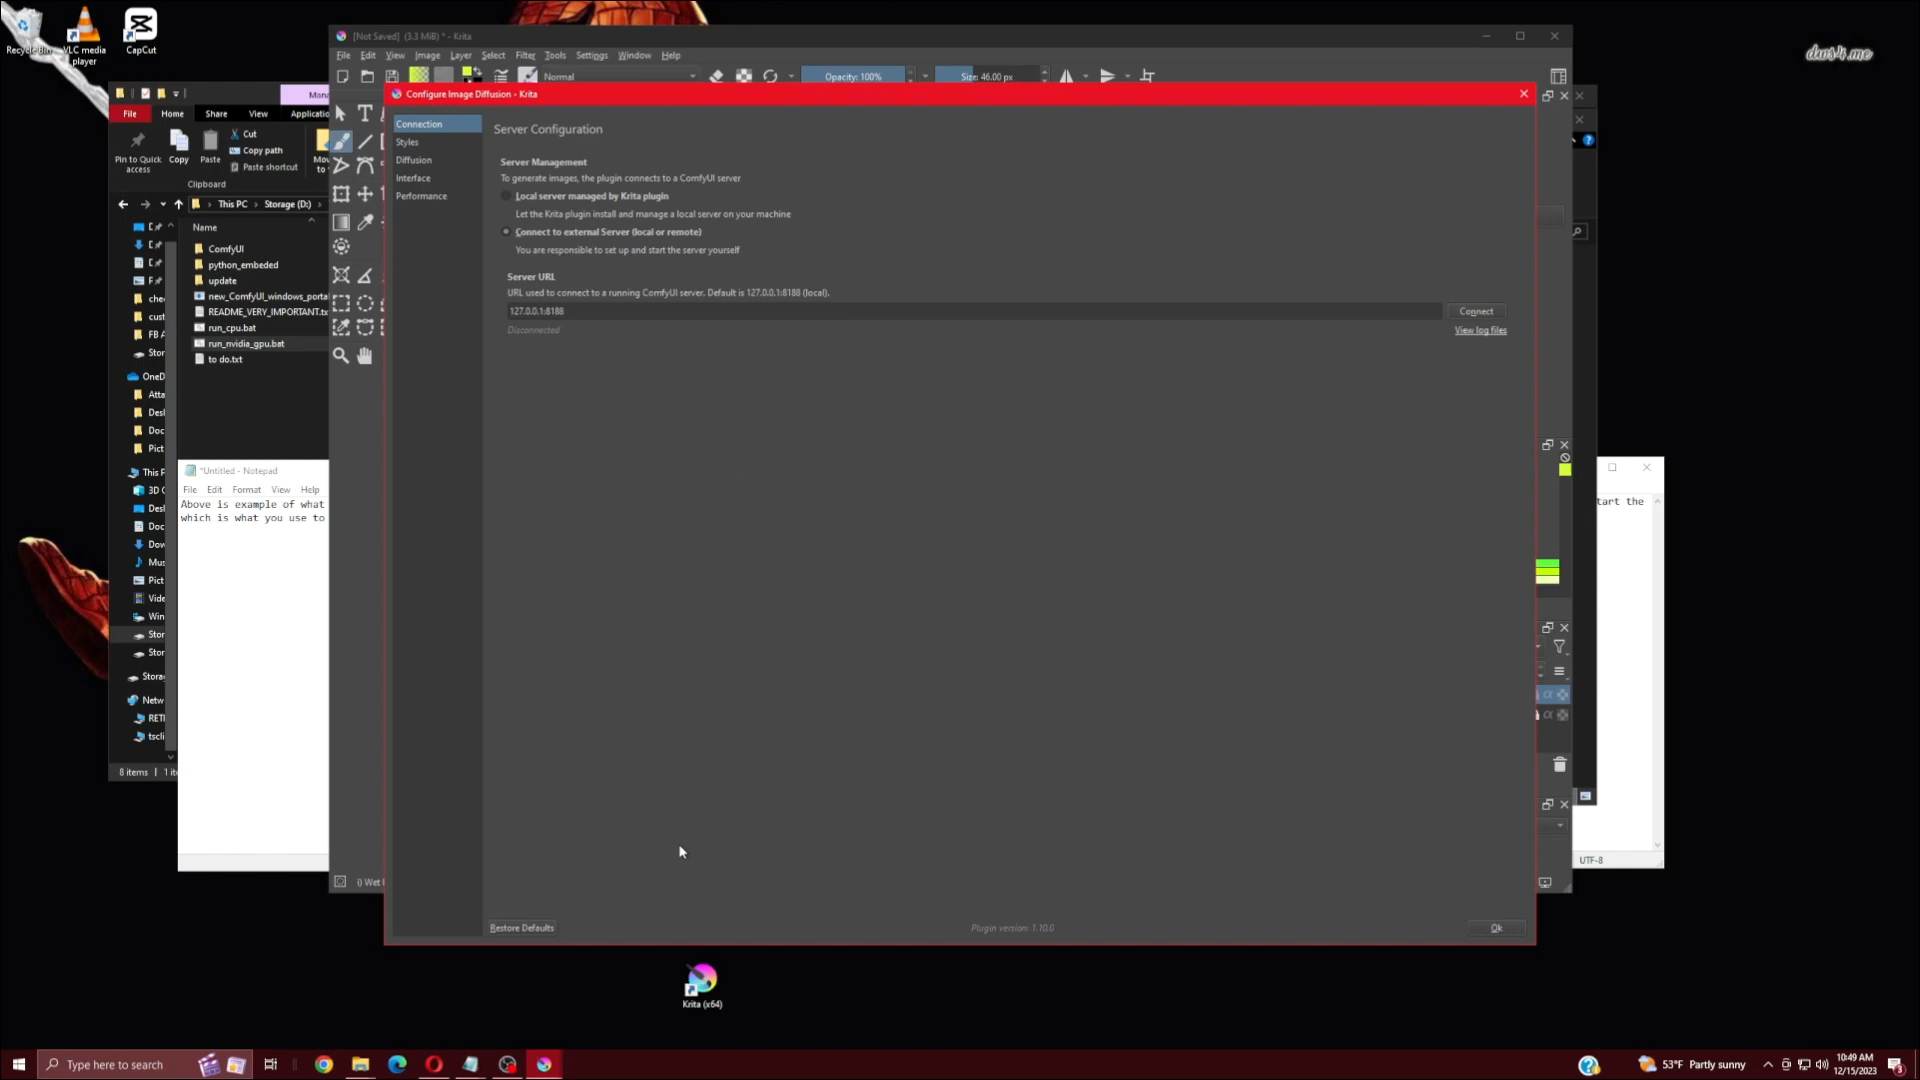 Recycle Bin
VLC media player
CapCut
daws4.me
[Not Saved] (3.3 MiB) * - Krita
File Edit View Image Layer Select Filter Tools Settings Window Help
Normal
Opacity: 100%
Size: 46.00 px
File Home Share View
Pin to Quick access
Copy
Paste
Cut
Copy path
Paste shortcut
Clipboard
This PC > Storage (D:) >
Name
ComfyUI
python_embeded
update
new_ComfyUI_windows_porta
README_VERY_IMPORTANT.tx
run_cpu.bat
run_nvidia_gpu.bat
to do.txt
8 items
*Untitled - Notepad
File Edit Format View Help
Above is example of what
which is what you use to
Configure Image Diffusion - Krita
Connection
Styles
Diffusion
Interface
Performance
Server Configuration
Server Management
To generate images, the plugin connects to a ComfyUI server
Local server managed by Krita plugin
Let the Krita plugin install and manage a local server on your machine
Connect to external Server (local or remote)
You are responsible to set up and start the server yourself
Server URL
URL used to connect to a running ComfyUI server. Default is 127.0.0.1:8188 (local).
127.0.0.1:8188
Connect
Disconnected
View log files
Restore Defaults
Plugin version: 1.10.0
Ok
tart the
UTF-8
Krita (x64)
Type here to search
53°F Partly sunny
10:49 AM
12/15/2023
3